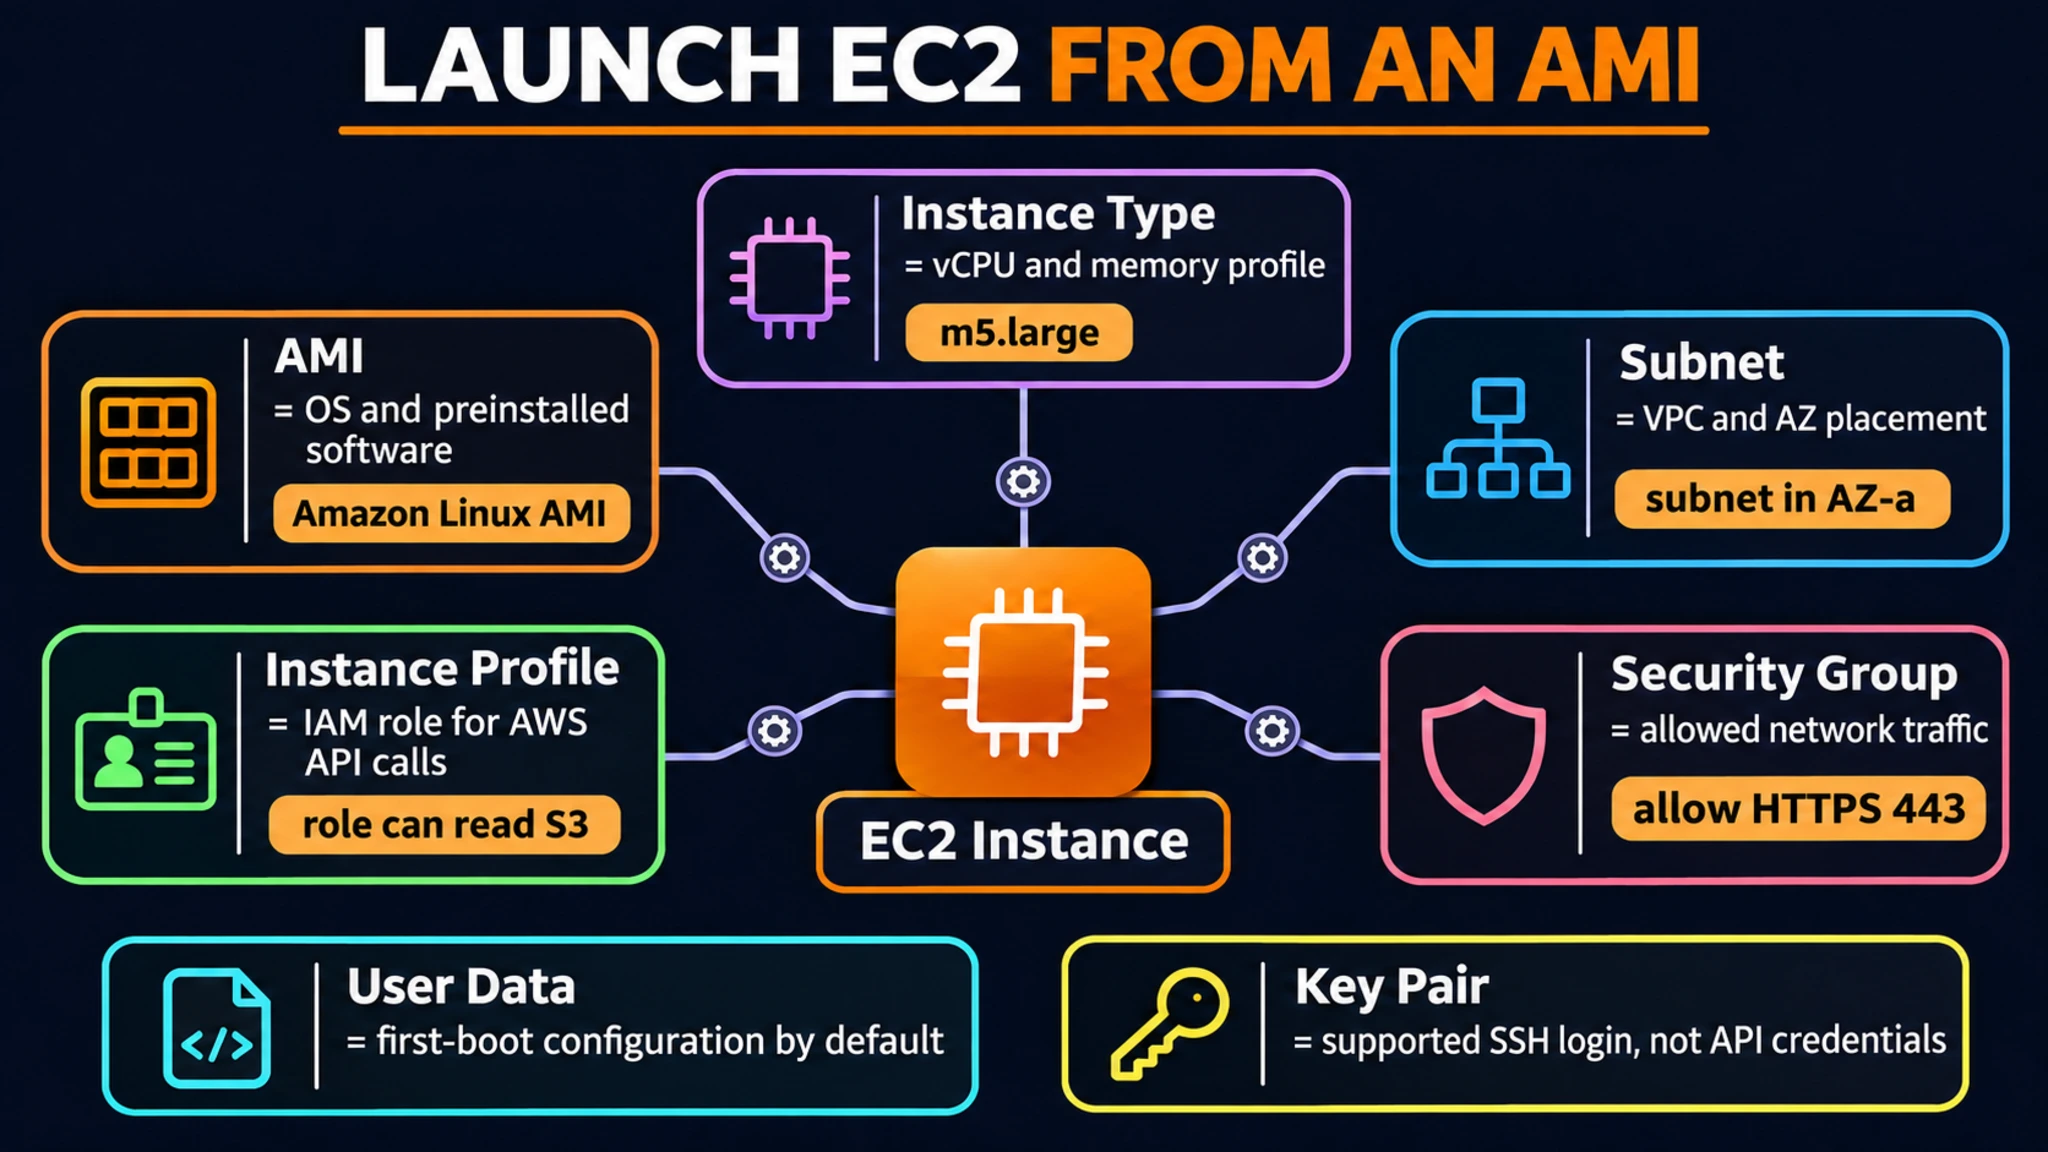 LAUNCH EC2 FROM AN AMI
Instance Type
= vCPU and memory profile
m5.large
AMI
= OS and preinstalled
software
Amazon Linux AMI
Subnet
= VPC and AZ placement
subnet in AZ-a
Instance Profile
= IAM role for AWS
API calls
role can read S3
Security Group
= allowed network traffic
allow HTTPS 443
EC2 Instance
User Data
</>
= first-boot configuration by default
Key Pair
= supported SSH login, not API credentials